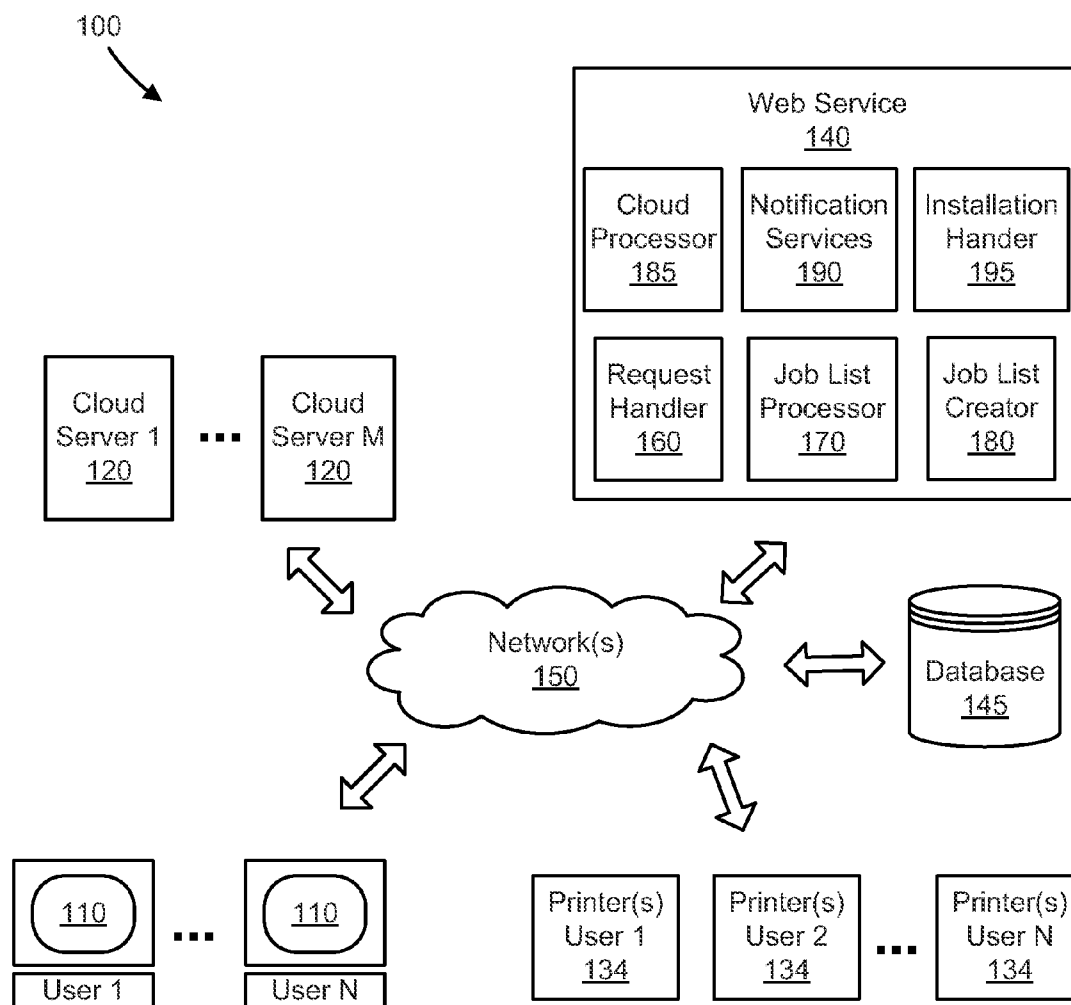 100
Web Service
140
Cloud
Processor
185
Notification
Services
190
Installation
Hander
195
Request
Handler
160
Job List
Processor
170
Job List
Creator
180
Cloud
Server 1
120
...
Cloud
Server M
120
Network(s)
150
Database
145
110
User 1
...
110
User N
Printer(s)
User 1
134
Printer(s)
User 2
134
...
Printer(s)
User N
134